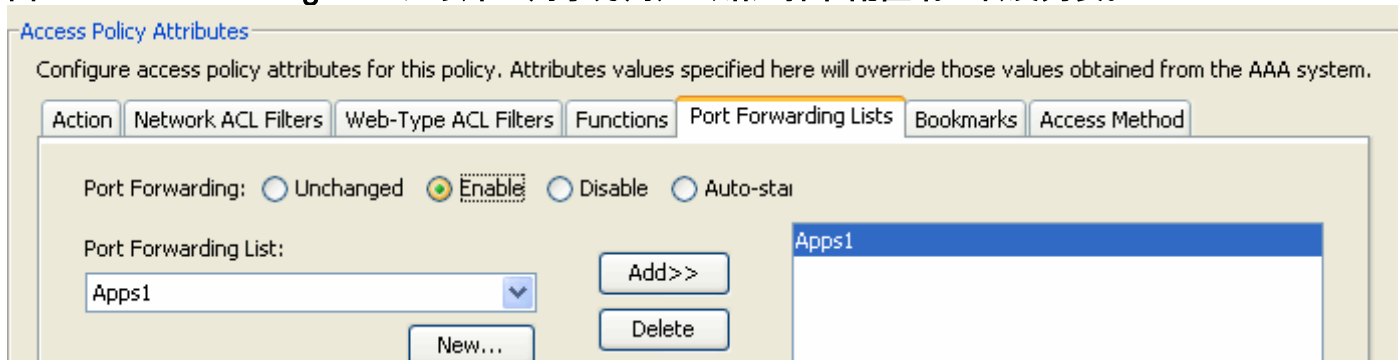 Access Policy Attributes
Configure access policy attributes for this policy. Attributes values specified here will override those values obtained from the AAA system.
Action Network ACL Filters Web-Type ACL Filters Functions Port Forwarding Lists Bookmarks Access Method
Port Forwarding: Unchanged Enable Disable Auto-star
Port Forwarding List:
Apps1
Add>>
Apps1
Delete
New...